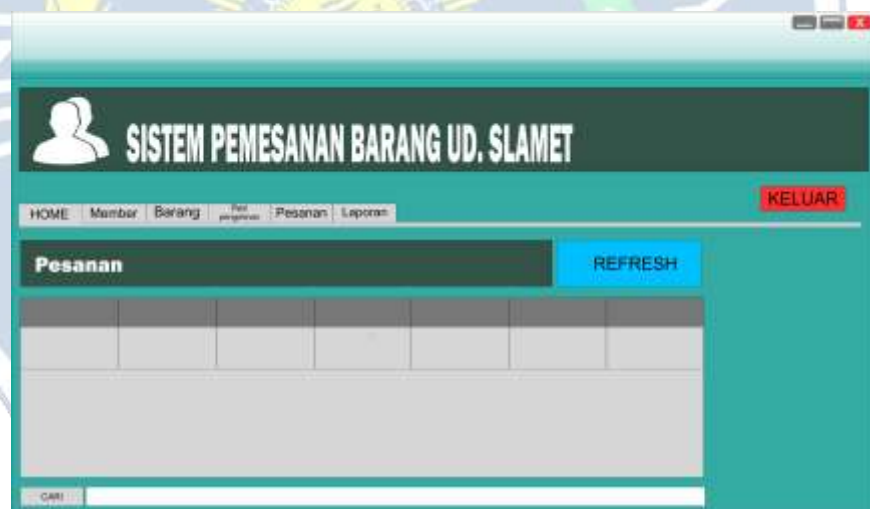 X
SISTEM PEMESANAN BARANG UD. SLAMET
KELUAR
HOME Member Barang Pesanan Laporan
Pesanan REFRESH
CARI